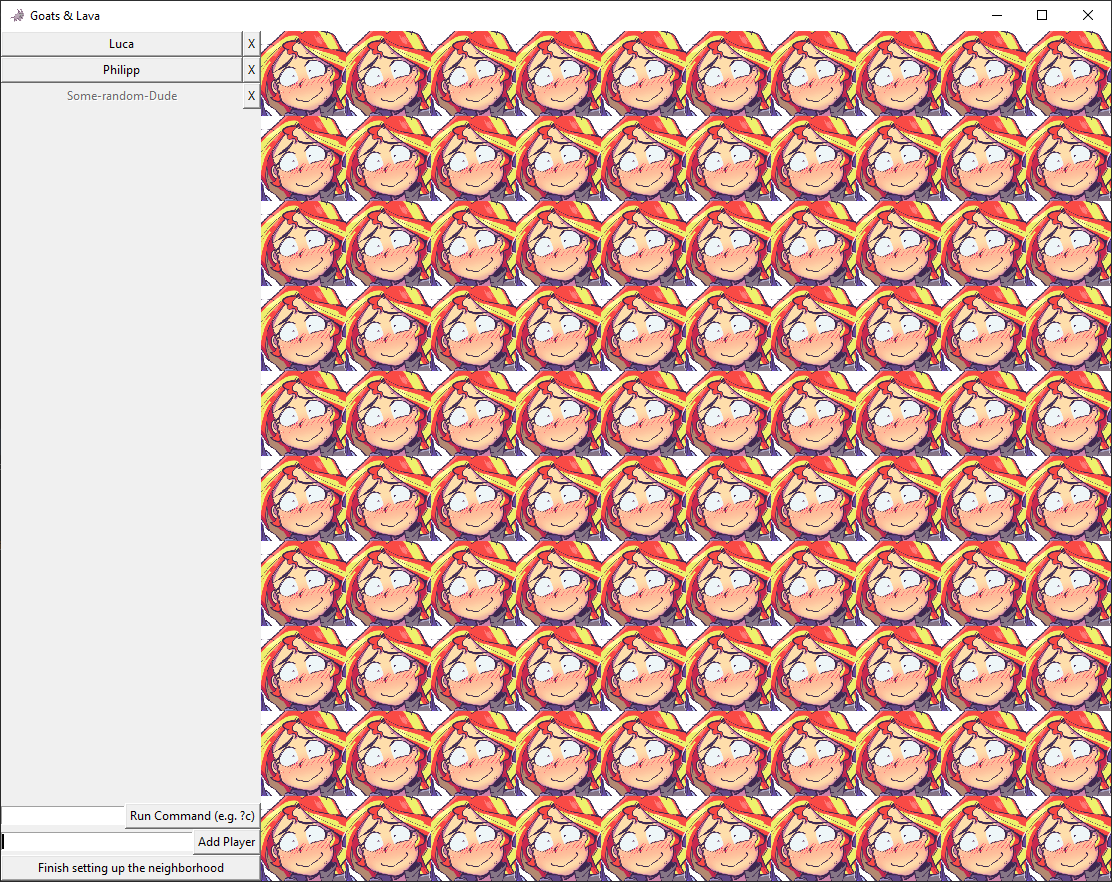 Goats & Lava
Luca X
Philipp X
Some-random-Dude X
Run Command (e.g. ?c)
Add Player
Finish setting up the neighborhood